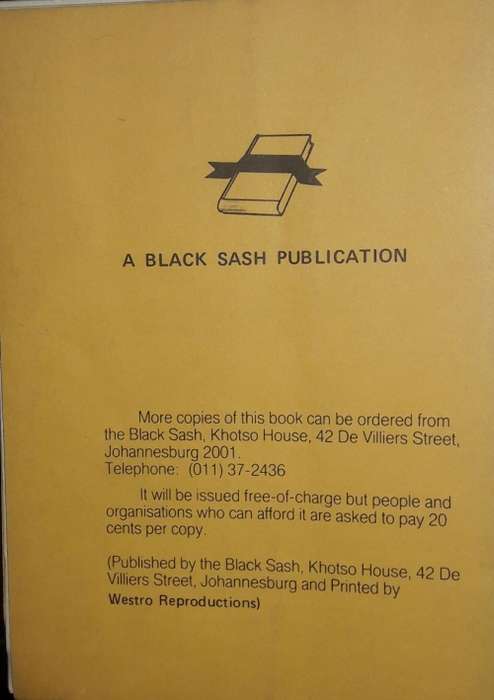 A BLACK SASH PUBLICATION
More copies of this book can be ordered from
the Black Sash, Khotso House, 42 De Villiers Street,
Johannesburg 2001.
Telephone: (011) 37-2436
It will be issued free-of-charge but people and
organisations who can afford it are asked to pay 20
cents per copy.
(Published by the Black Sash, Khotso House, 42 De
Villiers Street, Johannesburg and Printed by
Westro Reproductions)